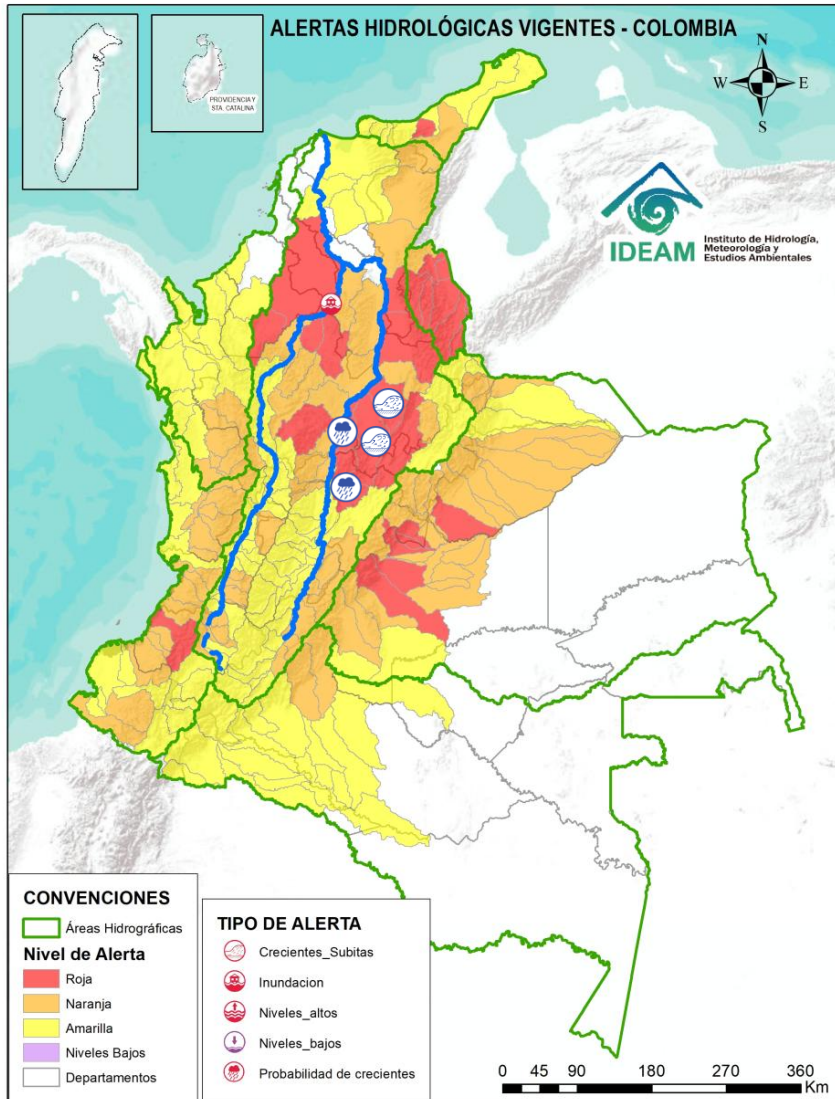 ALERTAS HIDROLÓGICAS VIGENTES - COLOMBIA
PROVIDENCIA Y
STA. CATALINA
N
W
E
S
IDEAM
Instituto de Hidrología,
Meteorología y
Estudios Ambientales
CONVENCIONES
Áreas Hidrográficas
Nivel de Alerta
Roja
Naranja
Amarilla
Niveles Bajos
Departamentos
TIPO DE ALERTA
Crecientes_Subitas
Inundacion
Niveles_altos
Niveles_bajos
Probabilidad de crecientes
0 45 90 180 270 360
Km